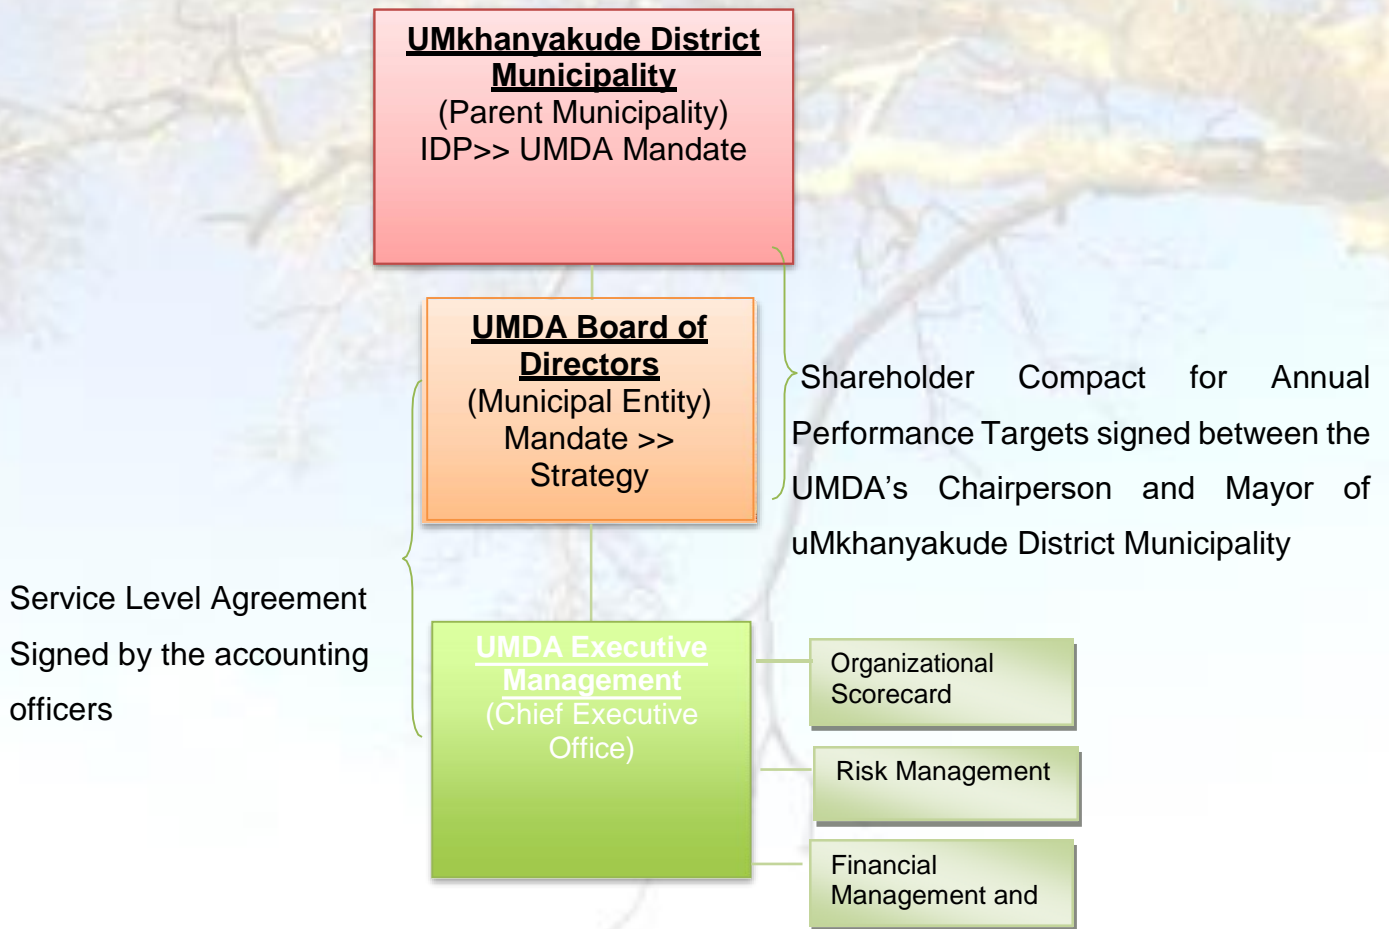 UMkhanyakude District
Municipality
(Parent Municipality)
IDP>> UMDA Mandate
UMDA Board of
Directors
(Municipal Entity)
Mandate >>
Strategy
Shareholder Compact for Annual
Performance Targets signed between the
UMDA’s Chairperson and Mayor of
uMkhanyakude District Municipality
Service Level Agreement
Signed by the accounting
officers
UMDA Executive
Management
(Chief Executive
Office)
Organizational
Scorecard
Risk Management
Financial
Management and